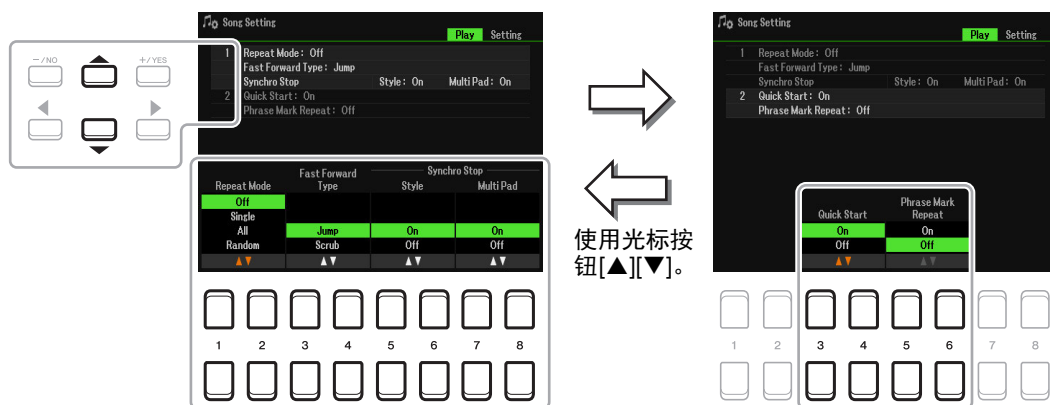 Song Setting
Play Setting
1 Repeat Mode: Off
Fast Forward Type: Jump
Synchro Stop Style: On Multi Pad: On
2 Quick Start: On
Phrase Mark Repeat: Off
-/NO +/YES
Synchro Stop
Repeat Mode Fast Forward Type Style Multi Pad
Off
Single
All Jump On On
Random Scrub Off Off
1 2 3 4 5 6 7 8
使用光标按
钮[▲][▼]。
Song Setting
Play Setting
1 Repeat Mode: Off
Fast Forward Type: Jump
Synchro Stop Style: On Multi Pad: On
2 Quick Start: On
Phrase Mark Repeat: Off
Quick Start Phrase Mark Repeat
On On
Off Off
1 2 3 4 5 6 7 8